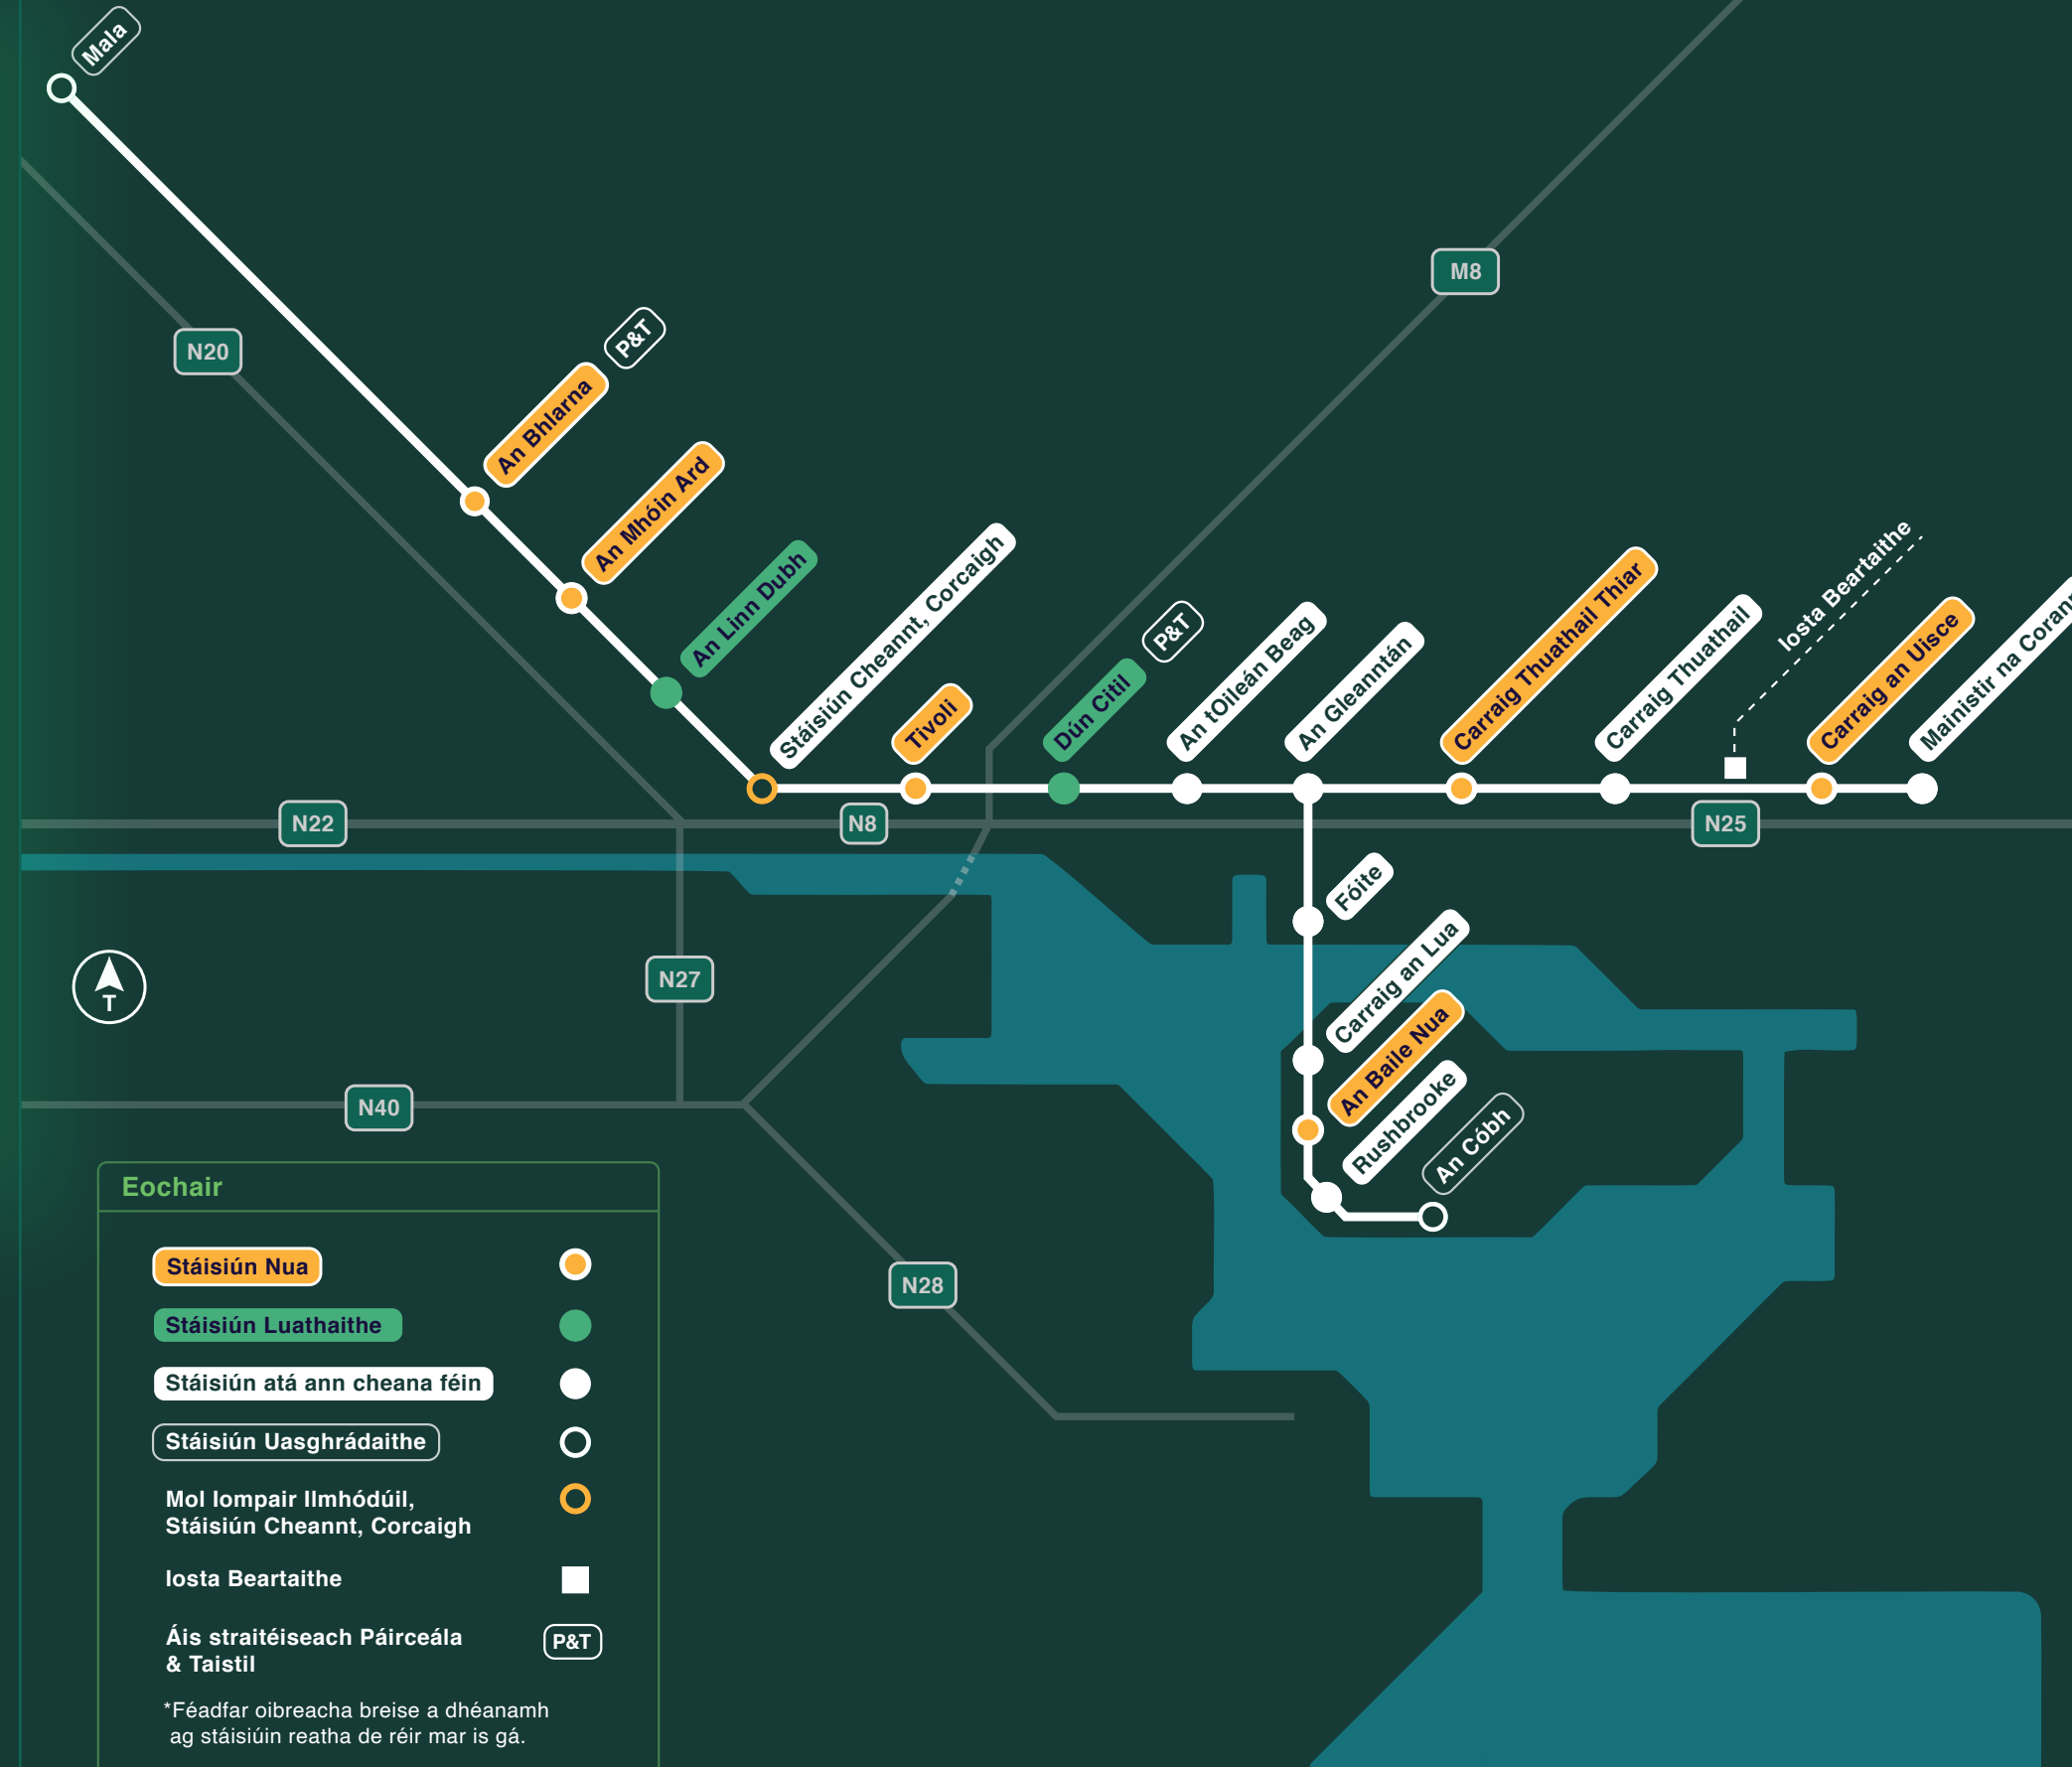 Mala
N20
M8
P&T
An Bhlarna
An Mhóin Ard
An Linn Dubh
Stáisiún Cheannt, Corcaigh
Tivoli
P&T
Dún Citil
An tOileán Beag
An Gleanntán
Carraig Thuathail Thiar
Carraig Thuathail
Iosta Beartaithe
Carraig an Uisce
Mainistir na
N22
N8
N25
Fóite
Carraig an Lua
An Baile Nua
Rushbrooke
An Cóbh
T
N27
N40
N28
Eochair
Stáisiún Nua
Stáisiún Luathaithe
Stáisiún atá ann cheana féin
Stáisiún Uasghrádaithe
Mol Iompair Ilmhódúil,
Stáisiún Cheannt, Corcaigh
Iosta Beartaithe
Áis straitéiseach Páirceála
& Taistil
P&T
*Féadfar oibreacha breise a dhéanamh
ag stáisiúin reatha de réir mar is gá.